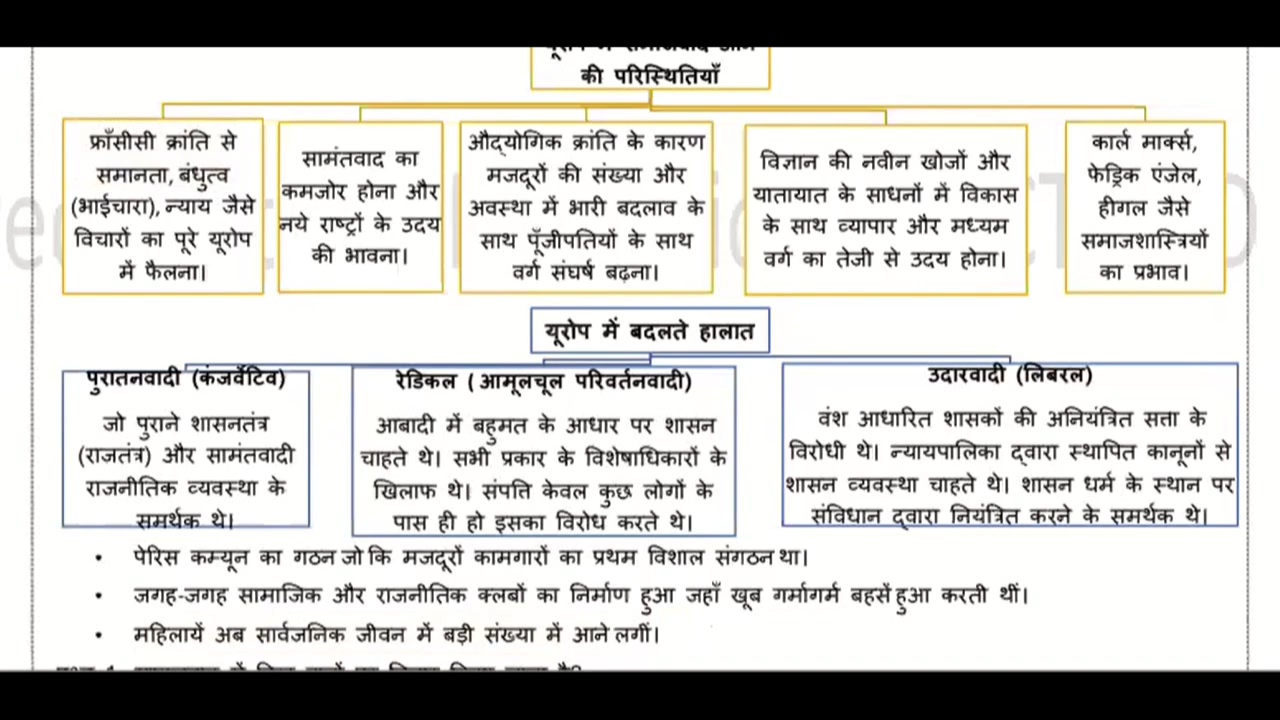 की परिस्थितियाँ
फ्राँसीसी क्रांति से
समानता, बंधुत्व
(भाईचारा), न्याय जैसे
विचारों का पूरे यूरोप
में फैलना।
सामंतवाद का
कमजोर होना और
नये राष्ट्रों के उदय
की भावना।
औद्योगिक क्रांति के कारण
मजदूरों की संख्या और
अवस्था में भारी बदलाव के
साथ पूँजीपतियों के साथ
वर्ग संघर्ष बढ़ना।
विज्ञान की नवीन खोजों और
यातायात के साधनों में विकास
के साथ व्यापार और मध्यम
वर्ग का तेजी से उदय होना।
कार्ल मार्क्स,
फेड्रिक एंजेल,
हीगल जैसे
समाजशास्त्रियों
का प्रभाव।
यूरोप में बदलते हालात
पुरातनवादी (कंजर्वेटिव)
जो पुराने शासनतंत्र
(राजतंत्र) और सामंतवादी
राजनीतिक व्यवस्था के
समर्थक थे।
रेडिकल ( आमूलचूल परिवर्तनवादी)
आबादी में बहुमत के आधार पर शासन
चाहते थे। सभी प्रकार के विशेषाधिकारों के
खिलाफ थे। संपत्ति केवल कुछ लोगों के
पास ही हो इसका विरोध करते थे।
उदारवादी (लिबरल)
वंश आधारित शासकों की अनियंत्रित सत्ता के
विरोधी थे। न्यायपालिका द्वारा स्थापित कानूनों से
शासन व्यवस्था चाहते थे। शासन धर्म के स्थान पर
संविधान द्वारा नियंत्रित करने के समर्थक थे।
• पेरिस कम्यून का गठन जो कि मजदूरों कामगारों का प्रथम विशाल संगठन था।
• जगह-जगह सामाजिक और राजनीतिक क्लबों का निर्माण हुआ जहाँ खूब गर्मागर्म बहसें हुआ करती थीं।
• महिलायें अब सार्वजनिक जीवन में बड़ी संख्या में आने लगीं।